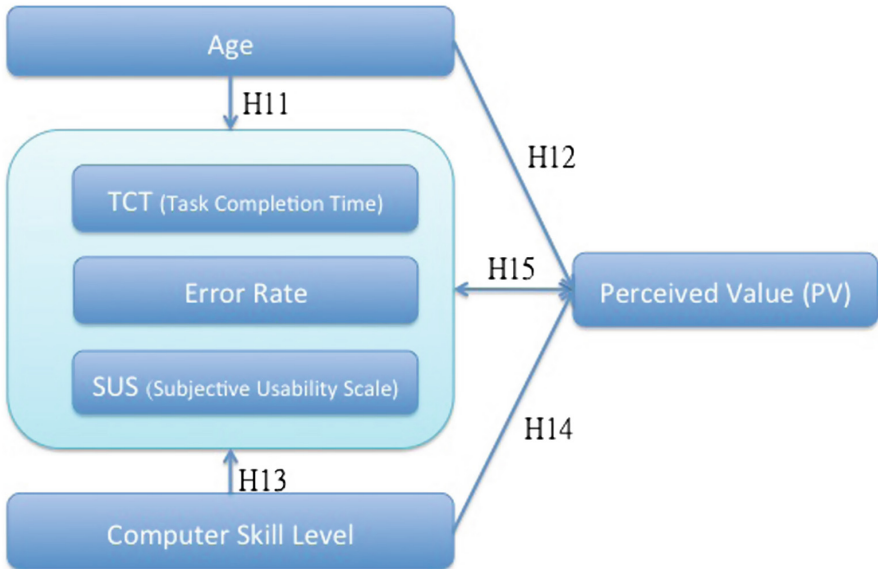 Age
H11
H12
TCT (Task Completion Time)
Error Rate
H15
Perceived Value (PV)
SUS (Subjective Usability Scale)
H14
H13
Computer Skill Level